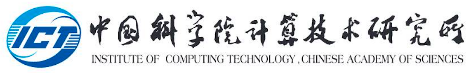 ICT
中国科学院计算技术研究所
INSTITUTE OF COMPUTING TECHNOLOGY, CHINESE ACADEMY OF SCIENCES